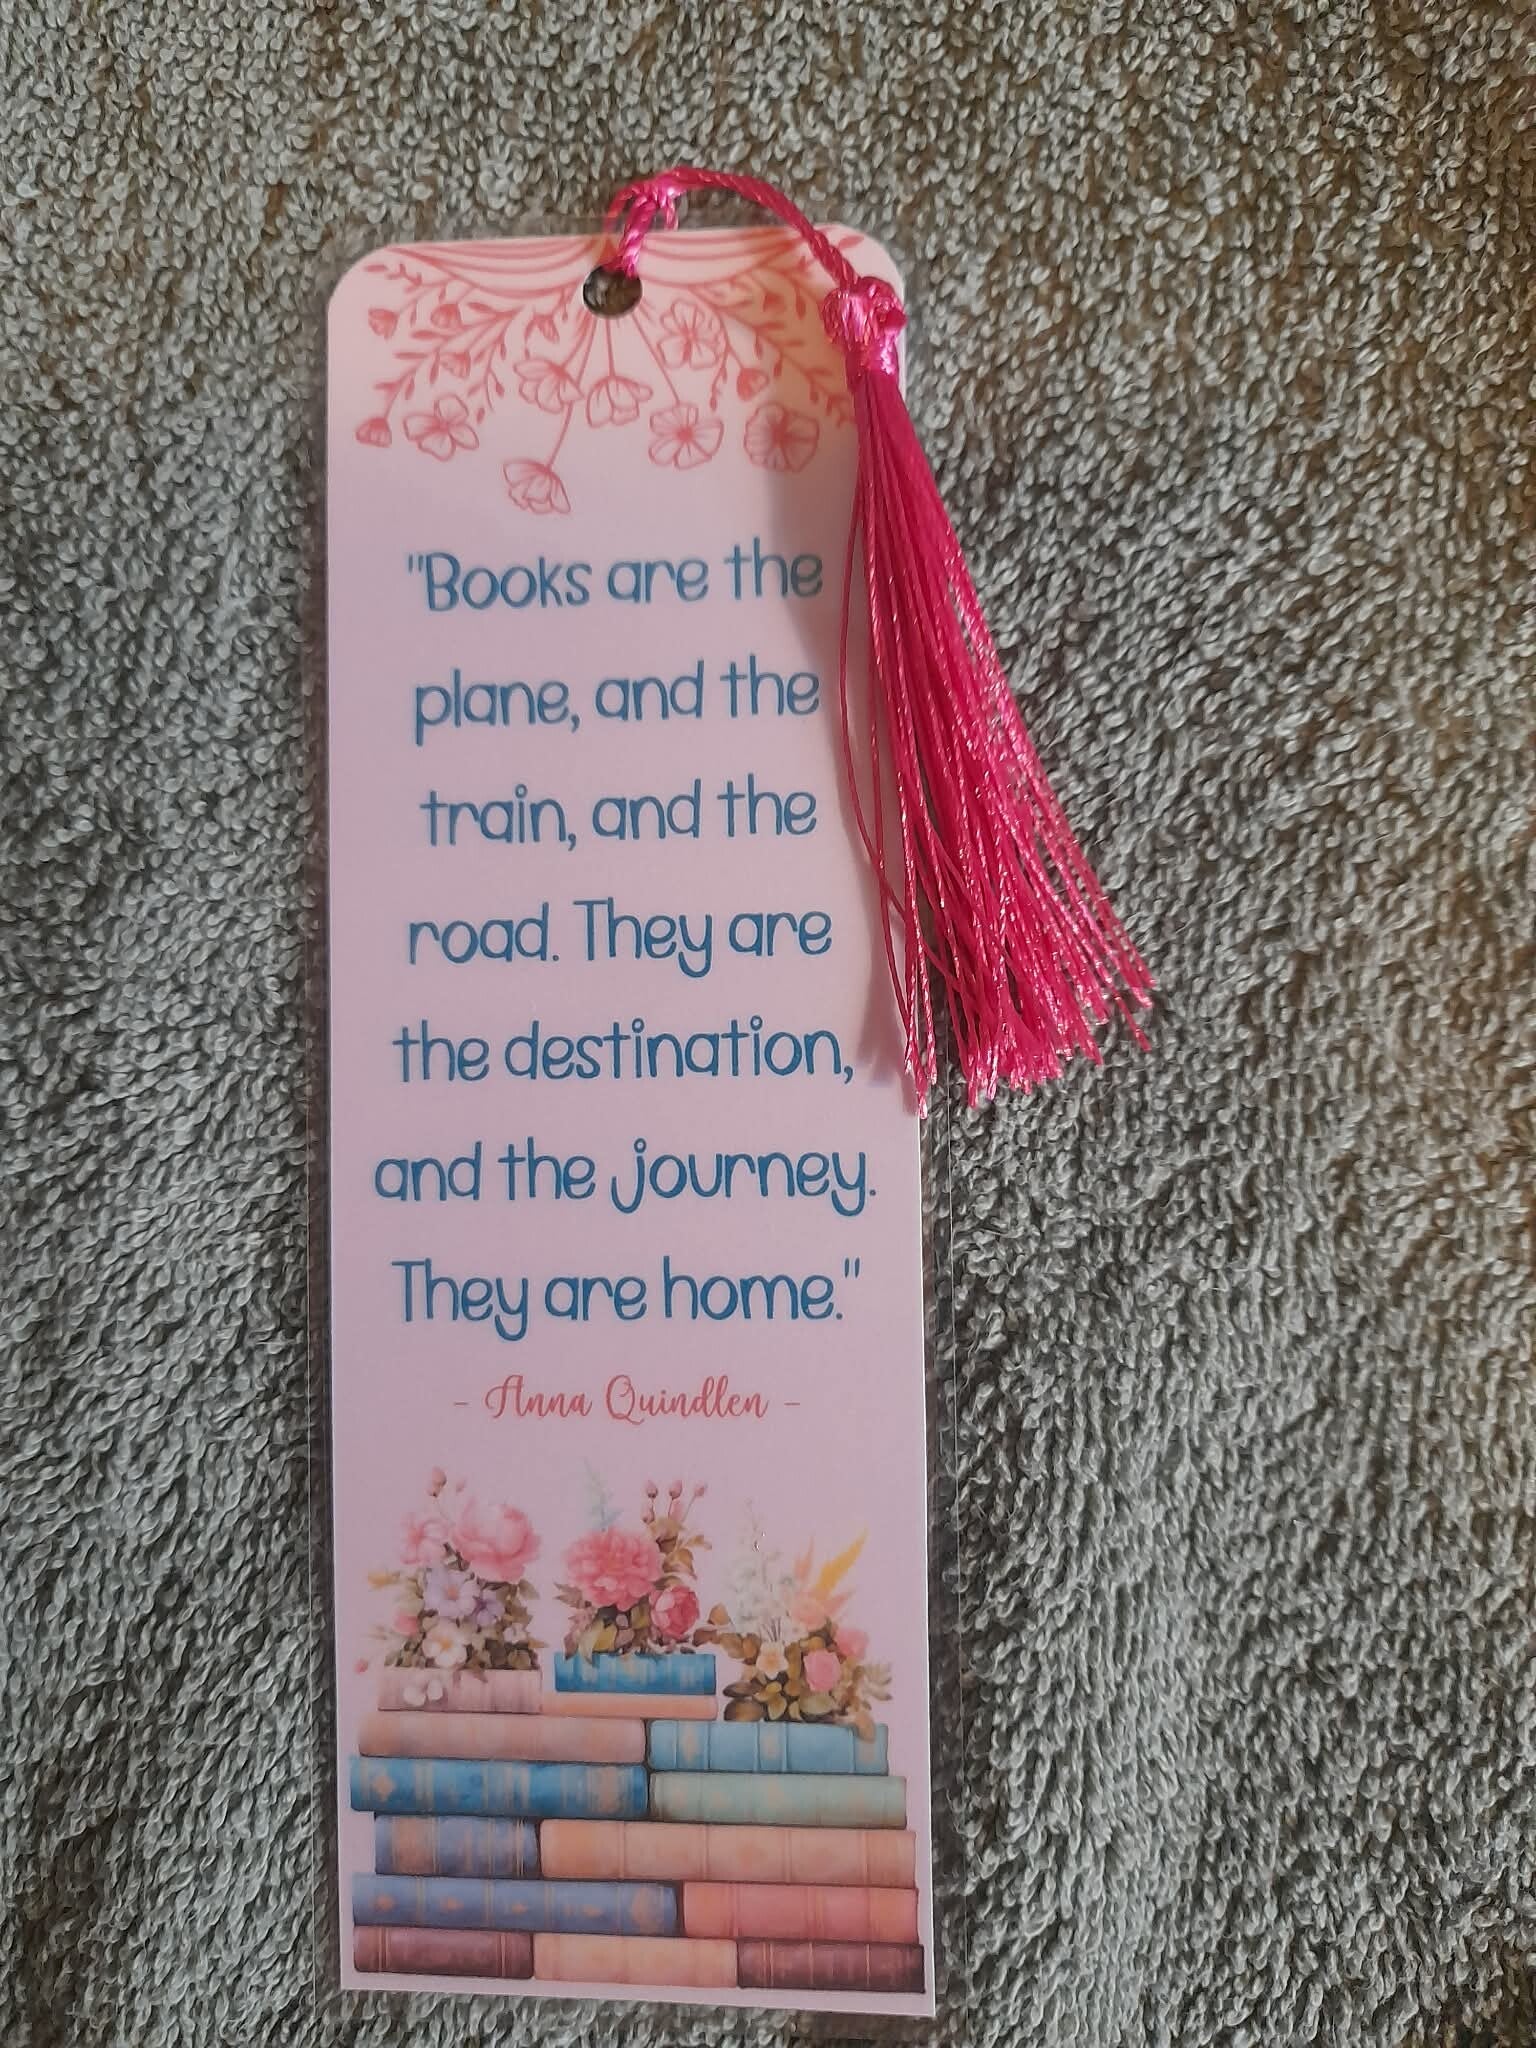 "Books are the
plane, and the
train, and the
road. They are
the destination,
and the journey.
They are home."
- Anna Quindlen -